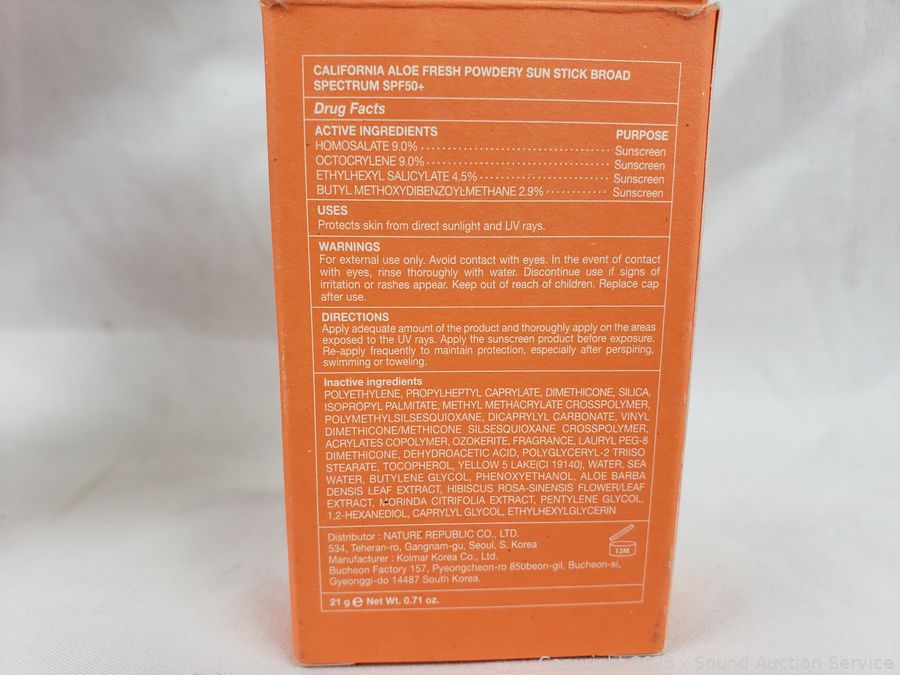 CALIFORNIA ALOE FRESH POWDERY SUN STICK BROAD
SPECTRUM SPF50+
Drug Facts
ACTIVE INGREDIENTS PURPOSE
HOMOSALATE 9.0% Sunscreen
OCTOCRYLENE 9.0% Sunscreen
ETHYLHEXYL SALICYLATE 4.5% Sunscreen
BUTYL METHOXYDIBENZOYLMETHANE 2.9% Sunscreen
USES
Protects skin from direct sunlight and UV rays.
WARNINGS
For external use only. Avoid contact with eyes. In the event of contact
with eyes, rinse thoroughly with water. Discontinue use if signs of
irritation or rashes appear. Keep out of reach of children. Replace cap
after use.
DIRECTIONS
Apply adequate amount of the product and thoroughly apply on the areas
exposed to the UV rays. Apply the sunscreen product before exposure.
Re-apply frequently to maintain protection, especially after perspiring,
swimming or toweling.
Inactive ingredients
POLYETHYLENE, PROPYLHEPTYL CAPRYLATE, DIMETHICONE, SILICA,
ISOPROPYL PALMITATE, METHYL METHACRYLATE CROSSPOLYMER,
POLYMETHYLSILSESQUIOXANE, DICAPRYLYL CARBONATE, VINYL
DIMETHICONE/METHICONE SILSESQUIOXANE CROSSPOLYMER,
ACRYLATES COPOLYMER, OZOKERITE, FRAGRANCE, LAURYL PEG-8
DIMETHICONE, DEHYDROACETIC ACID, POLYGLYCERYL-2 TRIISO
STEARATE, TOCOPHEROL, YELLOW 5 LAKE(CI 19140), WATER, SEA
WATER, BUTYLENE GLYCOL, PHENOXYETHANOL, ALOE BARBA
DENSIS LEAF EXTRACT, HIBISCUS ROSA-SINENSIS FLOWER/LEAF
EXTRACT, MORINDA CITRIFOLIA EXTRACT, PENTYLENE GLYCOL,
1,2-HEXANEDIOL, CAPRYLYL GLYCOL, ETHYLHEXYLGLYCERIN
Distributor : NATURE REPUBLIC CO., LTD.
534, Teheran-ro, Gangnam-gu, Seoul, S. Korea
Manufacturer : Kolmar Korea Co., Ltd.
Bucheon Factory 157, Pyeongcheon-ro 850beon-gil, Bucheon-si,
Gyeonggi-do 14487 South Korea.
12M
21 g ℮ Net Wt. 0.71 oz.
- Sound Auction Service